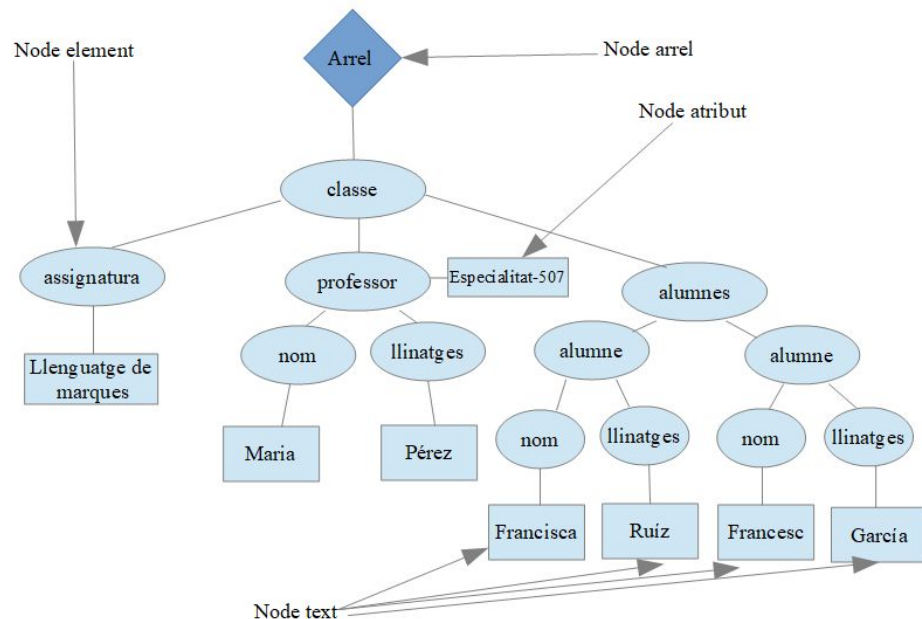 Node element
Arrel
Node arrel
Node atribut
classe
assignatura
professor
Especialitat-507
alumnes
Llenguatge de
marques
nom
llinatges
alumne
alumne
Maria
Pérez
nom
llinatges
nom
llinatges
Francisca
Ruíz
Francesc
García
Node text